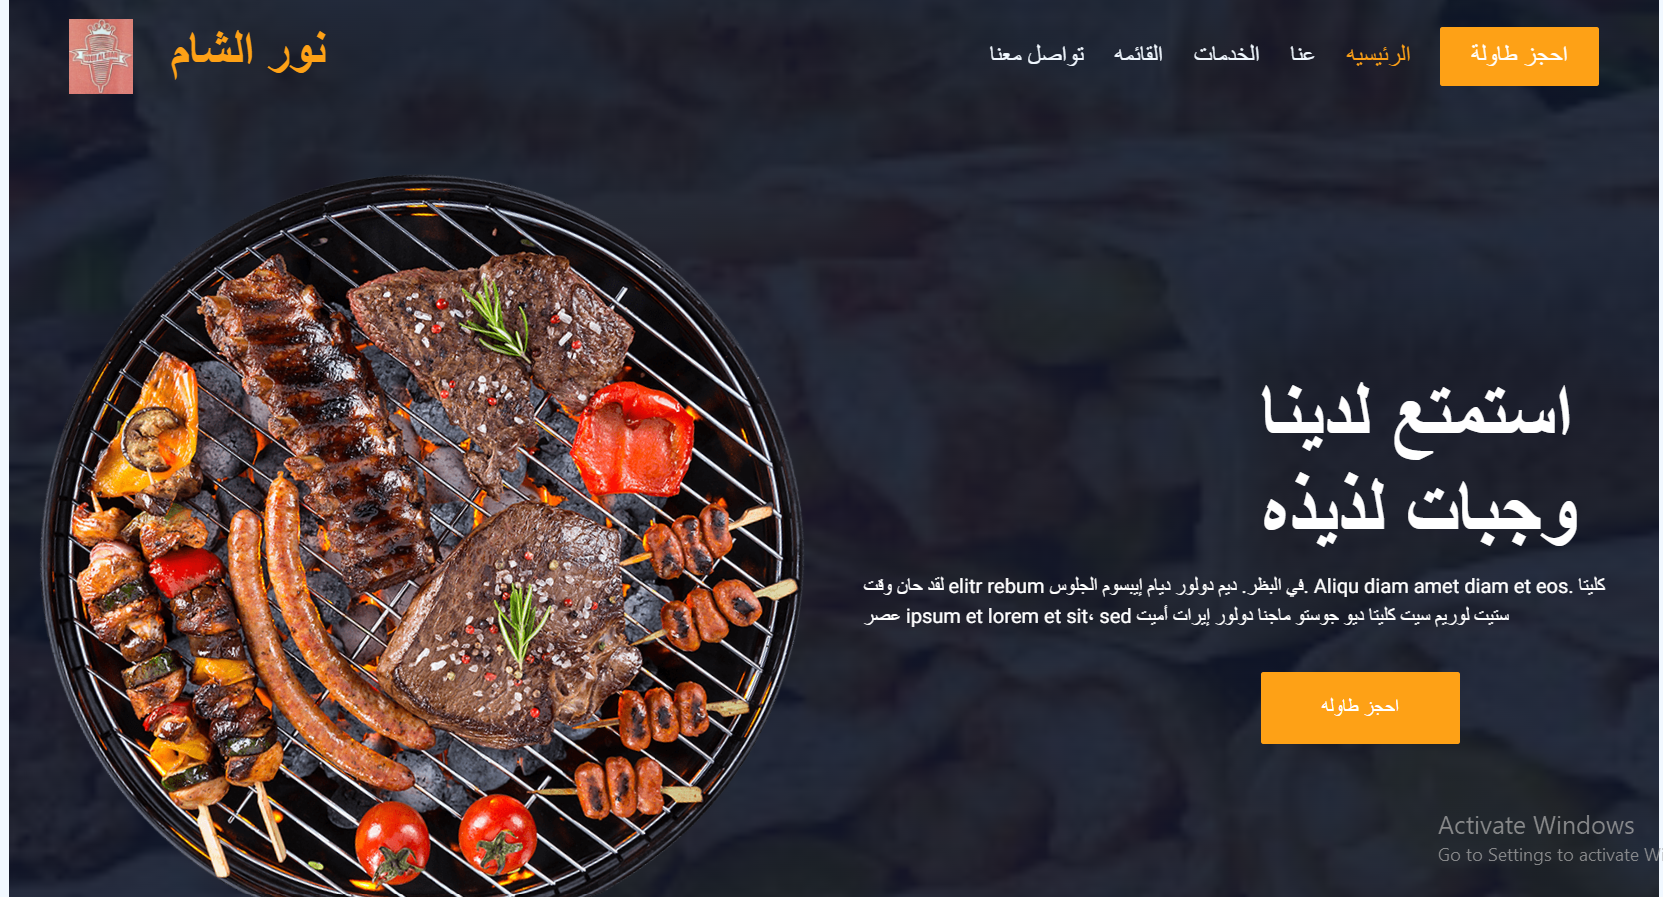 نور الشام
احجز طاولة
الرئيسيه
عنا
الخدمات
القائمه
تواصل معنا
استمتع لدينا
وجبات لذيذه
كليتا .Aliqu diam amet diam et eos .في البظر. ديم دولور ديام إيبسوم الجلوس elitr rebum لقد حان وقت
ستيت لوريم سيت كليتا ديو جوستو ماجنا دولور إيرات أميت ipsum et lorem et sit، sed عصر
احجز طاوله
Activate Windows
Go to Settings to activate W